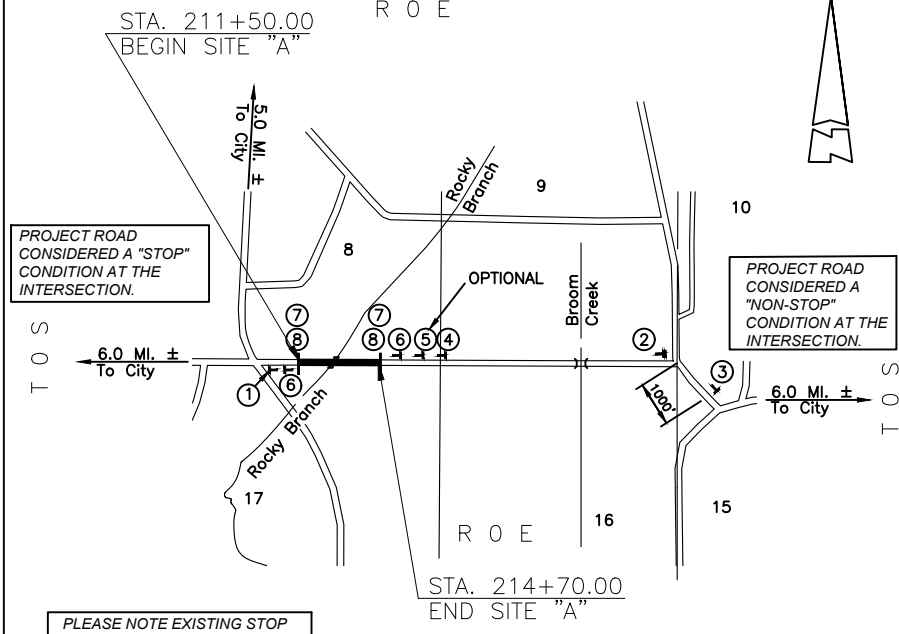 R O E
STA. 211+50.00
BEGIN SITE "A"
5.0 MI. ±
To City
Rocky
Branch
9
10
8
PROJECT ROAD
CONSIDERED A "STOP"
CONDITION AT THE
INTERSECTION.
OPTIONAL
Broom
Creek
PROJECT ROAD
CONSIDERED A
"NON-STOP"
CONDITION AT THE
INTERSECTION.
7
8
7
8
6
5
4
2
T O S
6.0 MI. ±
To City
1
6
3
1000'
6.0 MI. ±
To City
T O S
Rocky Branch
17
16
15
R O E
STA. 214+70.00
END SITE "A"
PLEASE NOTE EXISTING STOP